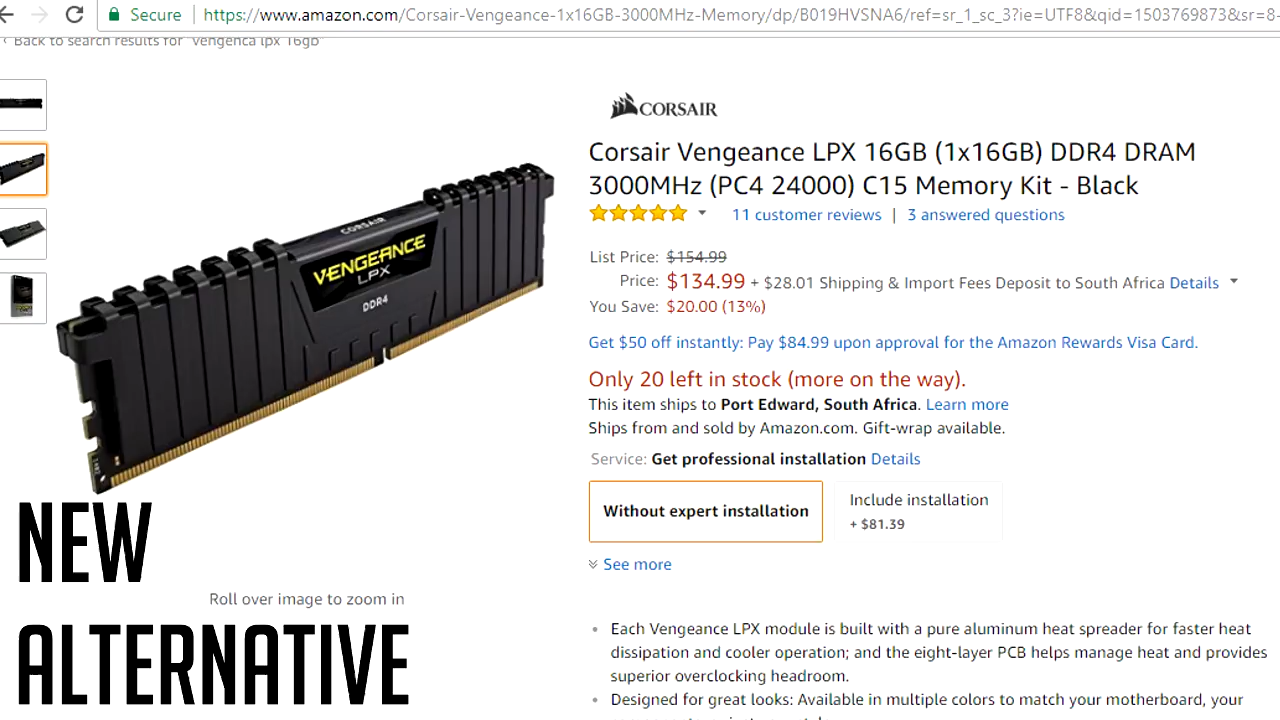 Secure
https://www.amazon.com/Corsair-Vengeance-1x16GB-3000MHz-Memory/dp/B019HVSNA6/ref=sr_1_sc_3?ie=UTF8&qid=1503769873&sr=8-
‹ Back to search results for "vengenca lpx 16gb"
CORSAIR
Corsair Vengeance LPX 16GB (1x16GB) DDR4 DRAM
3000MHz (PC4 24000) C15 Memory Kit - Black
11 customer reviews | 3 answered questions
List Price: $154.99
Price: $134.99 + $28.01 Shipping & Import Fees Deposit to South Africa Details
You Save: $20.00 (13%)
Get $50 off instantly: Pay $84.99 upon approval for the Amazon Rewards Visa Card.
Only 20 left in stock (more on the way).
This item ships to Port Edward, South Africa. Learn more
Ships from and sold by Amazon.com. Gift-wrap available.
Service: Get professional installation Details
Without expert installation
Include installation
+ $81.39
See more
CORSAIR
VENGEANCE
LPX
DDR4
NEW
Roll over image to zoom in
ALTERNATIVE
• Each Vengeance LPX module is built with a pure aluminum heat spreader for faster heat
dissipation and cooler operation; and the eight-layer PCB helps manage heat and provides
superior overclocking headroom.
• Designed for great looks: Available in multiple colors to match your motherboard, your